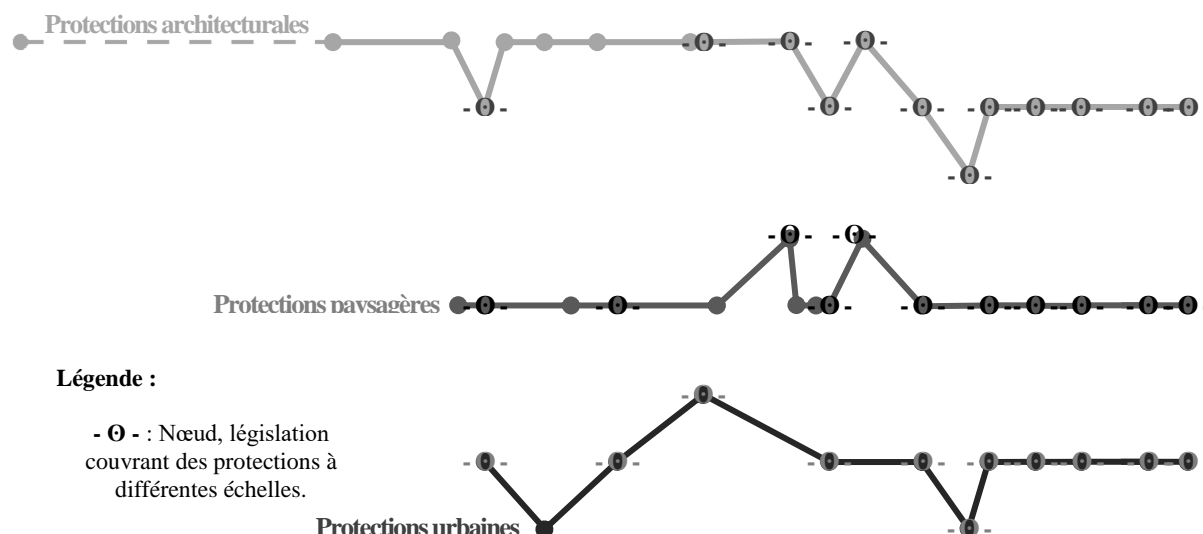 Protections architecturales
Protections paysagères
Légende :
- Θ - : Nœud, législation
couvrant des protections à
différentes échelles.
Protections urbaines